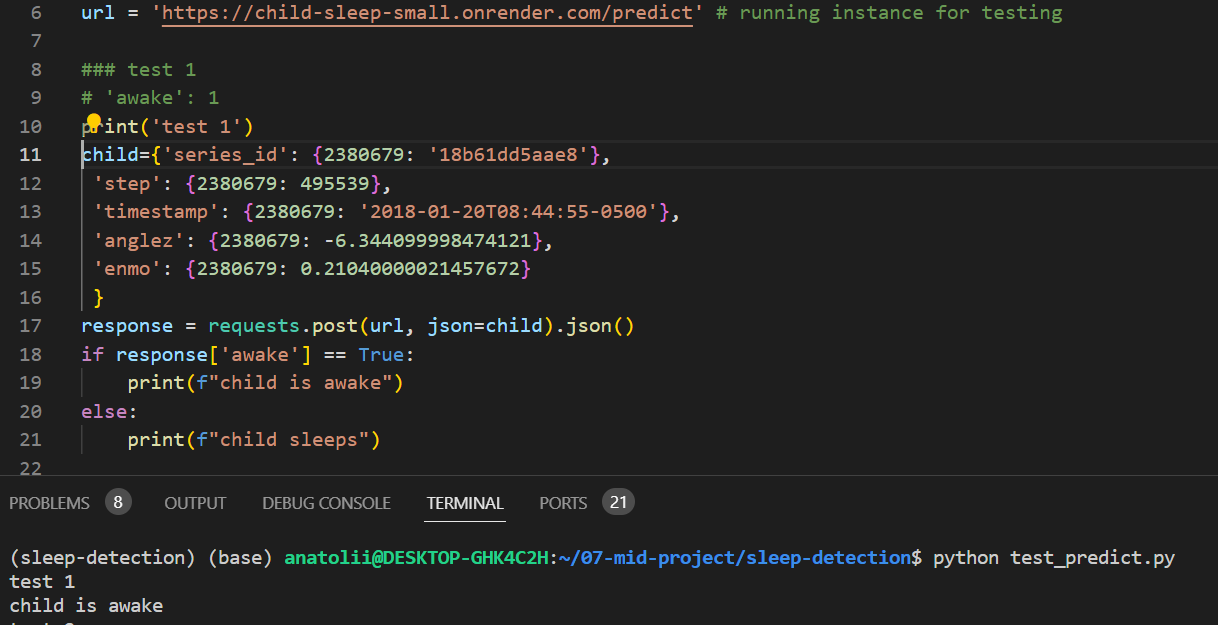 6 url = 'https://child-sleep-small.onrender.com/predict' # running instance for testing
7
8 ### test 1
9 # 'awake': 1
10 print('test 1')
11 child={'series_id': {2380679: '18b61dd5aae8'},
12 'step': {2380679: 495539},
13 'timestamp': {2380679: '2018-01-20T08:44:55-0500'},
14 'anglez': {2380679: -6.344099998474121},
15 'enmo': {2380679: 0.21040000021457672}
16 }
17 response = requests.post(url, json=child).json()
18 if response['awake'] == True:
19 print(f"child is awake")
20 else:
21 print(f"child sleeps")
22
PROBLEMS 8 OUTPUT DEBUG CONSOLE TERMINAL PORTS 21
(sleep-detection) (base) anatolii@DESKTOP-GHK4C2H:~/07-mid-project/sleep-detection$ python test_predict.py
test 1
child is awake